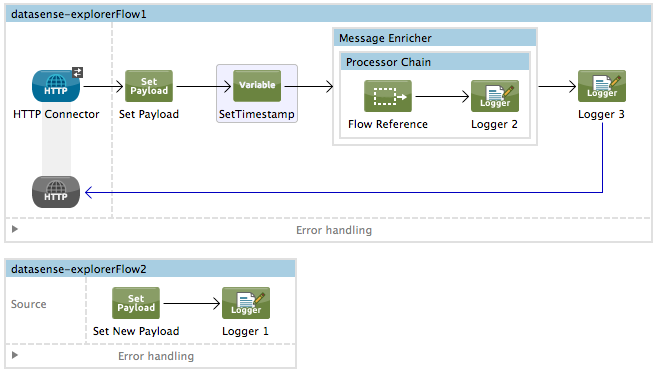 datasense-explorerFlow1
Message Enricher
Processor Chain
HTTP
Set
Payload
Variable
Logger
Logger
HTTP Connector
Set Payload
SetTimestamp
Flow Reference
Logger 2
Logger 3
HTTP
Error handling
datasense-explorerFlow2
Source
Set
Payload
Logger
Set New Payload
Logger 1
Error handling